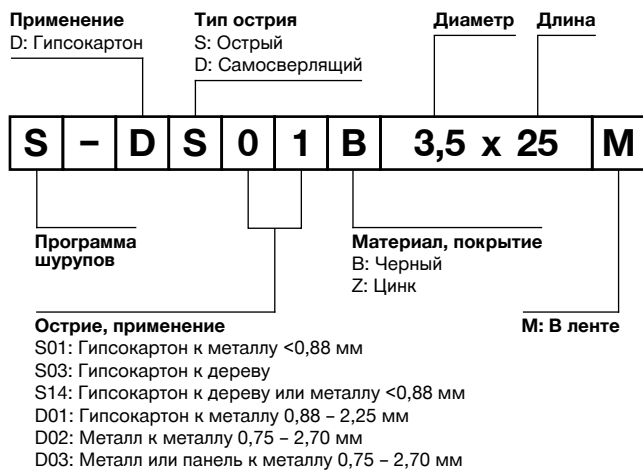 Применение
D: Гипсокартон
Тип острия
S: Острый
D: Самосверлящий
Диаметр
Длина
S – D S 0 1 B 3,5 x 25 M
Программа
шурупов
Материал, покрытие
B: Черный
Z: Цинк
Острие, применение
S01: Гипсокартон к металлу <0,88 мм
S03: Гипсокартон к дереву
S14: Гипсокартон к дереву или металлу <0,88 мм
D01: Гипсокартон к металлу 0,88 – 2,25 мм
D02: Металл к металлу 0,75 – 2,70 мм
D03: Металл или панель к металлу 0,75 – 2,70 мм
M: В ленте